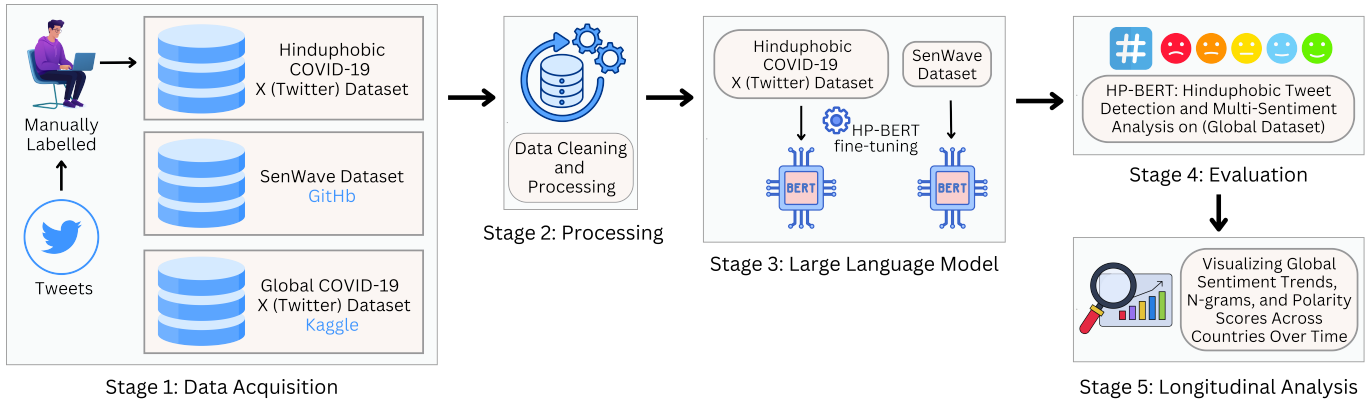 Manually
Labelled
Tweets
Hinduphobic
COVID-19
X (Twitter) Dataset
SenWave Dataset
GitHb
Global COVID-19
X (Twitter) Dataset
Kaggle
Stage 1: Data Acquisition
Data Cleaning
and
Processing
Stage 2: Processing
Hinduphobic
COVID-19
X (Twitter) Dataset
SenWave
Dataset
HP-BERT
fine-tuning
BERT
BERT
Stage 3: Large Language Model
#
HP-BERT: Hinduphobic Tweet
Detection and Multi-Sentiment
Analysis on (Global Dataset)
Stage 4: Evaluation
Visualizing Global
Sentiment Trends,
N-grams, and Polarity
Scores Across
Countries Over Time
Stage 5: Longitudinal Analysis